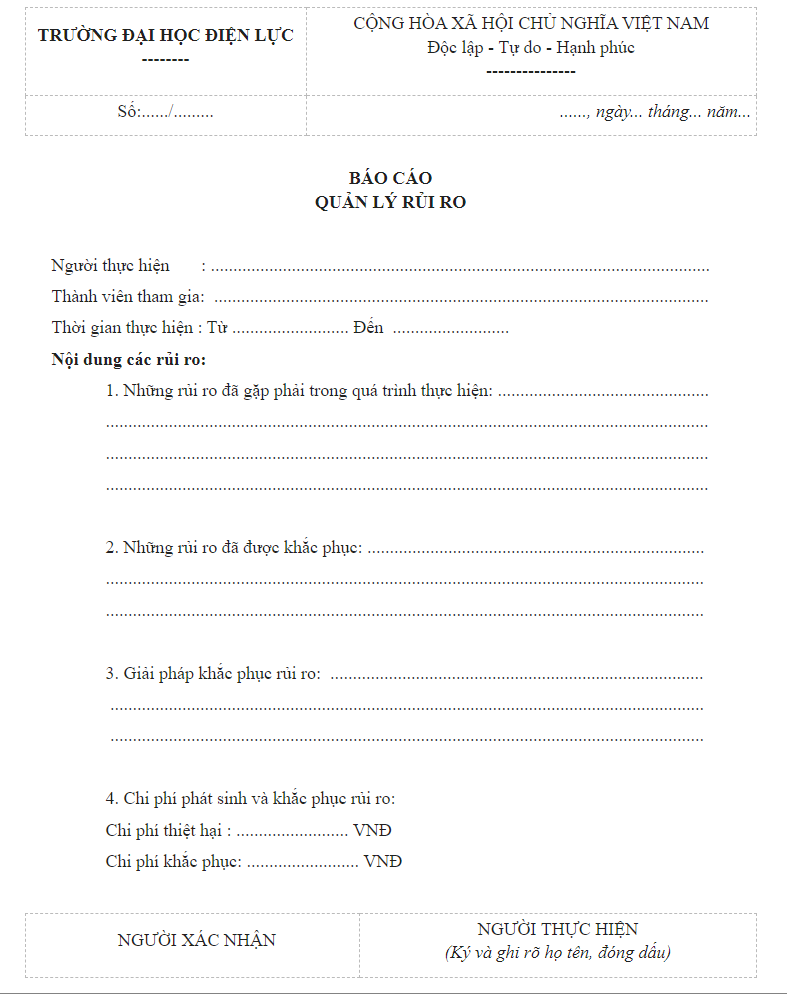 TRƯỜNG ĐẠI HỌC ĐIỆN LỰC
--------
CỘNG HÒA XÃ HỘI CHỦ NGHĨA VIỆT NAM
Độc lập - Tự do - Hạnh phúc
---------------
Số:....../.........
......, ngày... tháng... năm...
BÁO CÁO
QUẢN LÝ RỦI RO
Người thực hiện : ...............................................................................................................
Thành viên tham gia: ..............................................................................................................
Thời gian thực hiện : Từ .......................... Đến ..........................
Nội dung các rủi ro:
1. Những rủi ro đã gặp phải trong quá trình thực hiện: ...............................................
......................................................................................................................................
......................................................................................................................................
......................................................................................................................................
2. Những rủi ro đã được khắc phục: ...........................................................................
.....................................................................................................................................
.....................................................................................................................................
3. Giải pháp khắc phục rủi ro: ...................................................................................
....................................................................................................................................
....................................................................................................................................
4. Chi phí phát sinh và khắc phục rủi ro:
Chi phí thiệt hại : ......................... VNĐ
Chi phí khắc phục: ......................... VNĐ
NGƯỜI XÁC NHẬN
NGƯỜI THỰC HIỆN
(Ký và ghi rõ họ tên, đóng dấu)